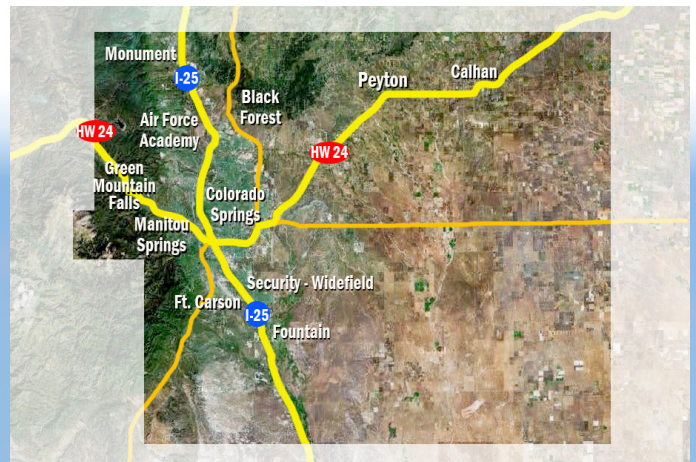 Monument
I-25
Peyton
Calhan
Black
Forest
Air Force
Academy
HW 24
HW 24
Green
Mountain
Falls
Colorado
Springs
Manitou
Springs
Security - Widefield
Ft. Carson
I-25
Fountain